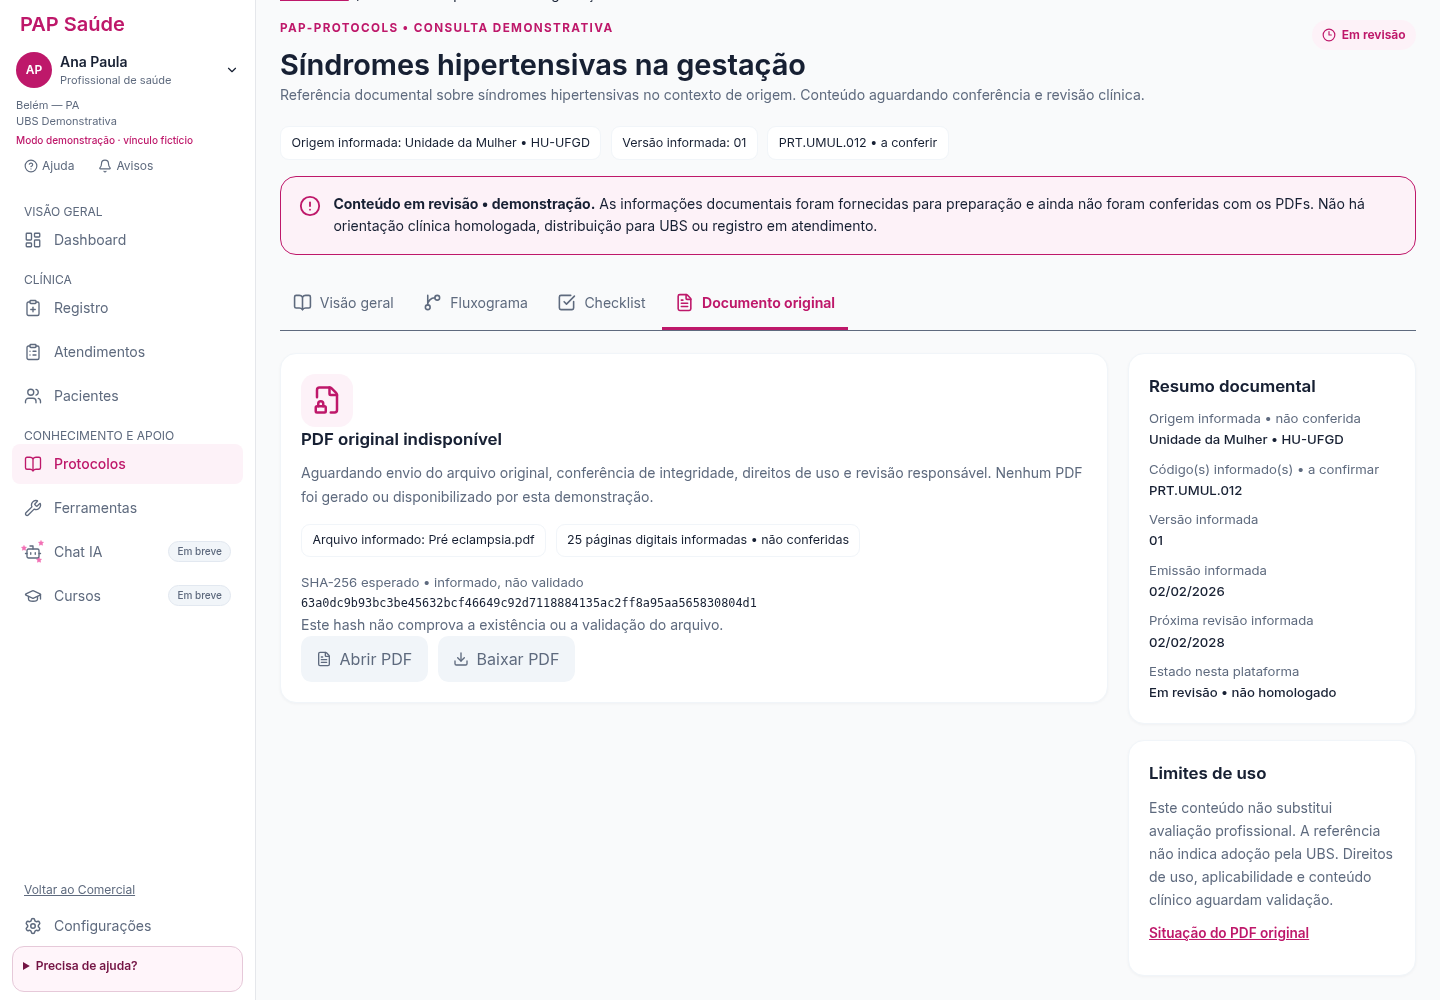 PAP Saúde
AP
Ana Paula
Profissional de saúde
Belém — PA
UBS Demonstrativa
Modo demonstração · vínculo fictício
Ajuda
Avisos
VISÃO GERAL
Dashboard
CLÍNICA
Registro
Atendimentos
Pacientes
CONHECIMENTO E APOIO
Protocolos
Ferramentas
Chat IA
Em breve
Cursos
Em breve
Voltar ao Comercial
Configurações
Precisa de ajuda?
PAP-PROTOCOLS • CONSULTA DEMONSTRATIVA
Em revisão
Síndromes hipertensivas na gestação
Referência documental sobre síndromes hipertensivas no contexto de origem. Conteúdo aguardando conferência e revisão clínica.
Origem informada: Unidade da Mulher • HU-UFGD
Versão informada: 01
PRT.UMUL.012 • a conferir
Conteúdo em revisão • demonstração. As informações documentais foram fornecidas para preparação e ainda não foram conferidas com os PDFs. Não há
orientação clínica homologada, distribuição para UBS ou registro em atendimento.
Visão geral
Fluxograma
Checklist
Documento original
PDF original indisponível
Aguardando envio do arquivo original, conferência de integridade, direitos de uso e revisão responsável. Nenhum PDF
foi gerado ou disponibilizado por esta demonstração.
Arquivo informado: Pré eclampsia.pdf
25 páginas digitais informadas • não conferidas
SHA-256 esperado • informado, não validado
63a0dc9b93bc3be45632bcf46649c92d7118884135ac2ff8a95aa565830804d1
Este hash não comprova a existência ou a validação do arquivo.
Abrir PDF
Baixar PDF
Resumo documental
Origem informada • não conferida
Unidade da Mulher • HU-UFGD
Código(s) informado(s) • a confirmar
PRT.UMUL.012
Versão informada
01
Emissão informada
02/02/2026
Próxima revisão informada
02/02/2028
Estado nesta plataforma
Em revisão • não homologado
Limites de uso
Este conteúdo não substitui
avaliação profissional. A referência
não indica adoção pela UBS. Direitos
de uso, aplicabilidade e conteúdo
clínico aguardam validação.
Situação do PDF original